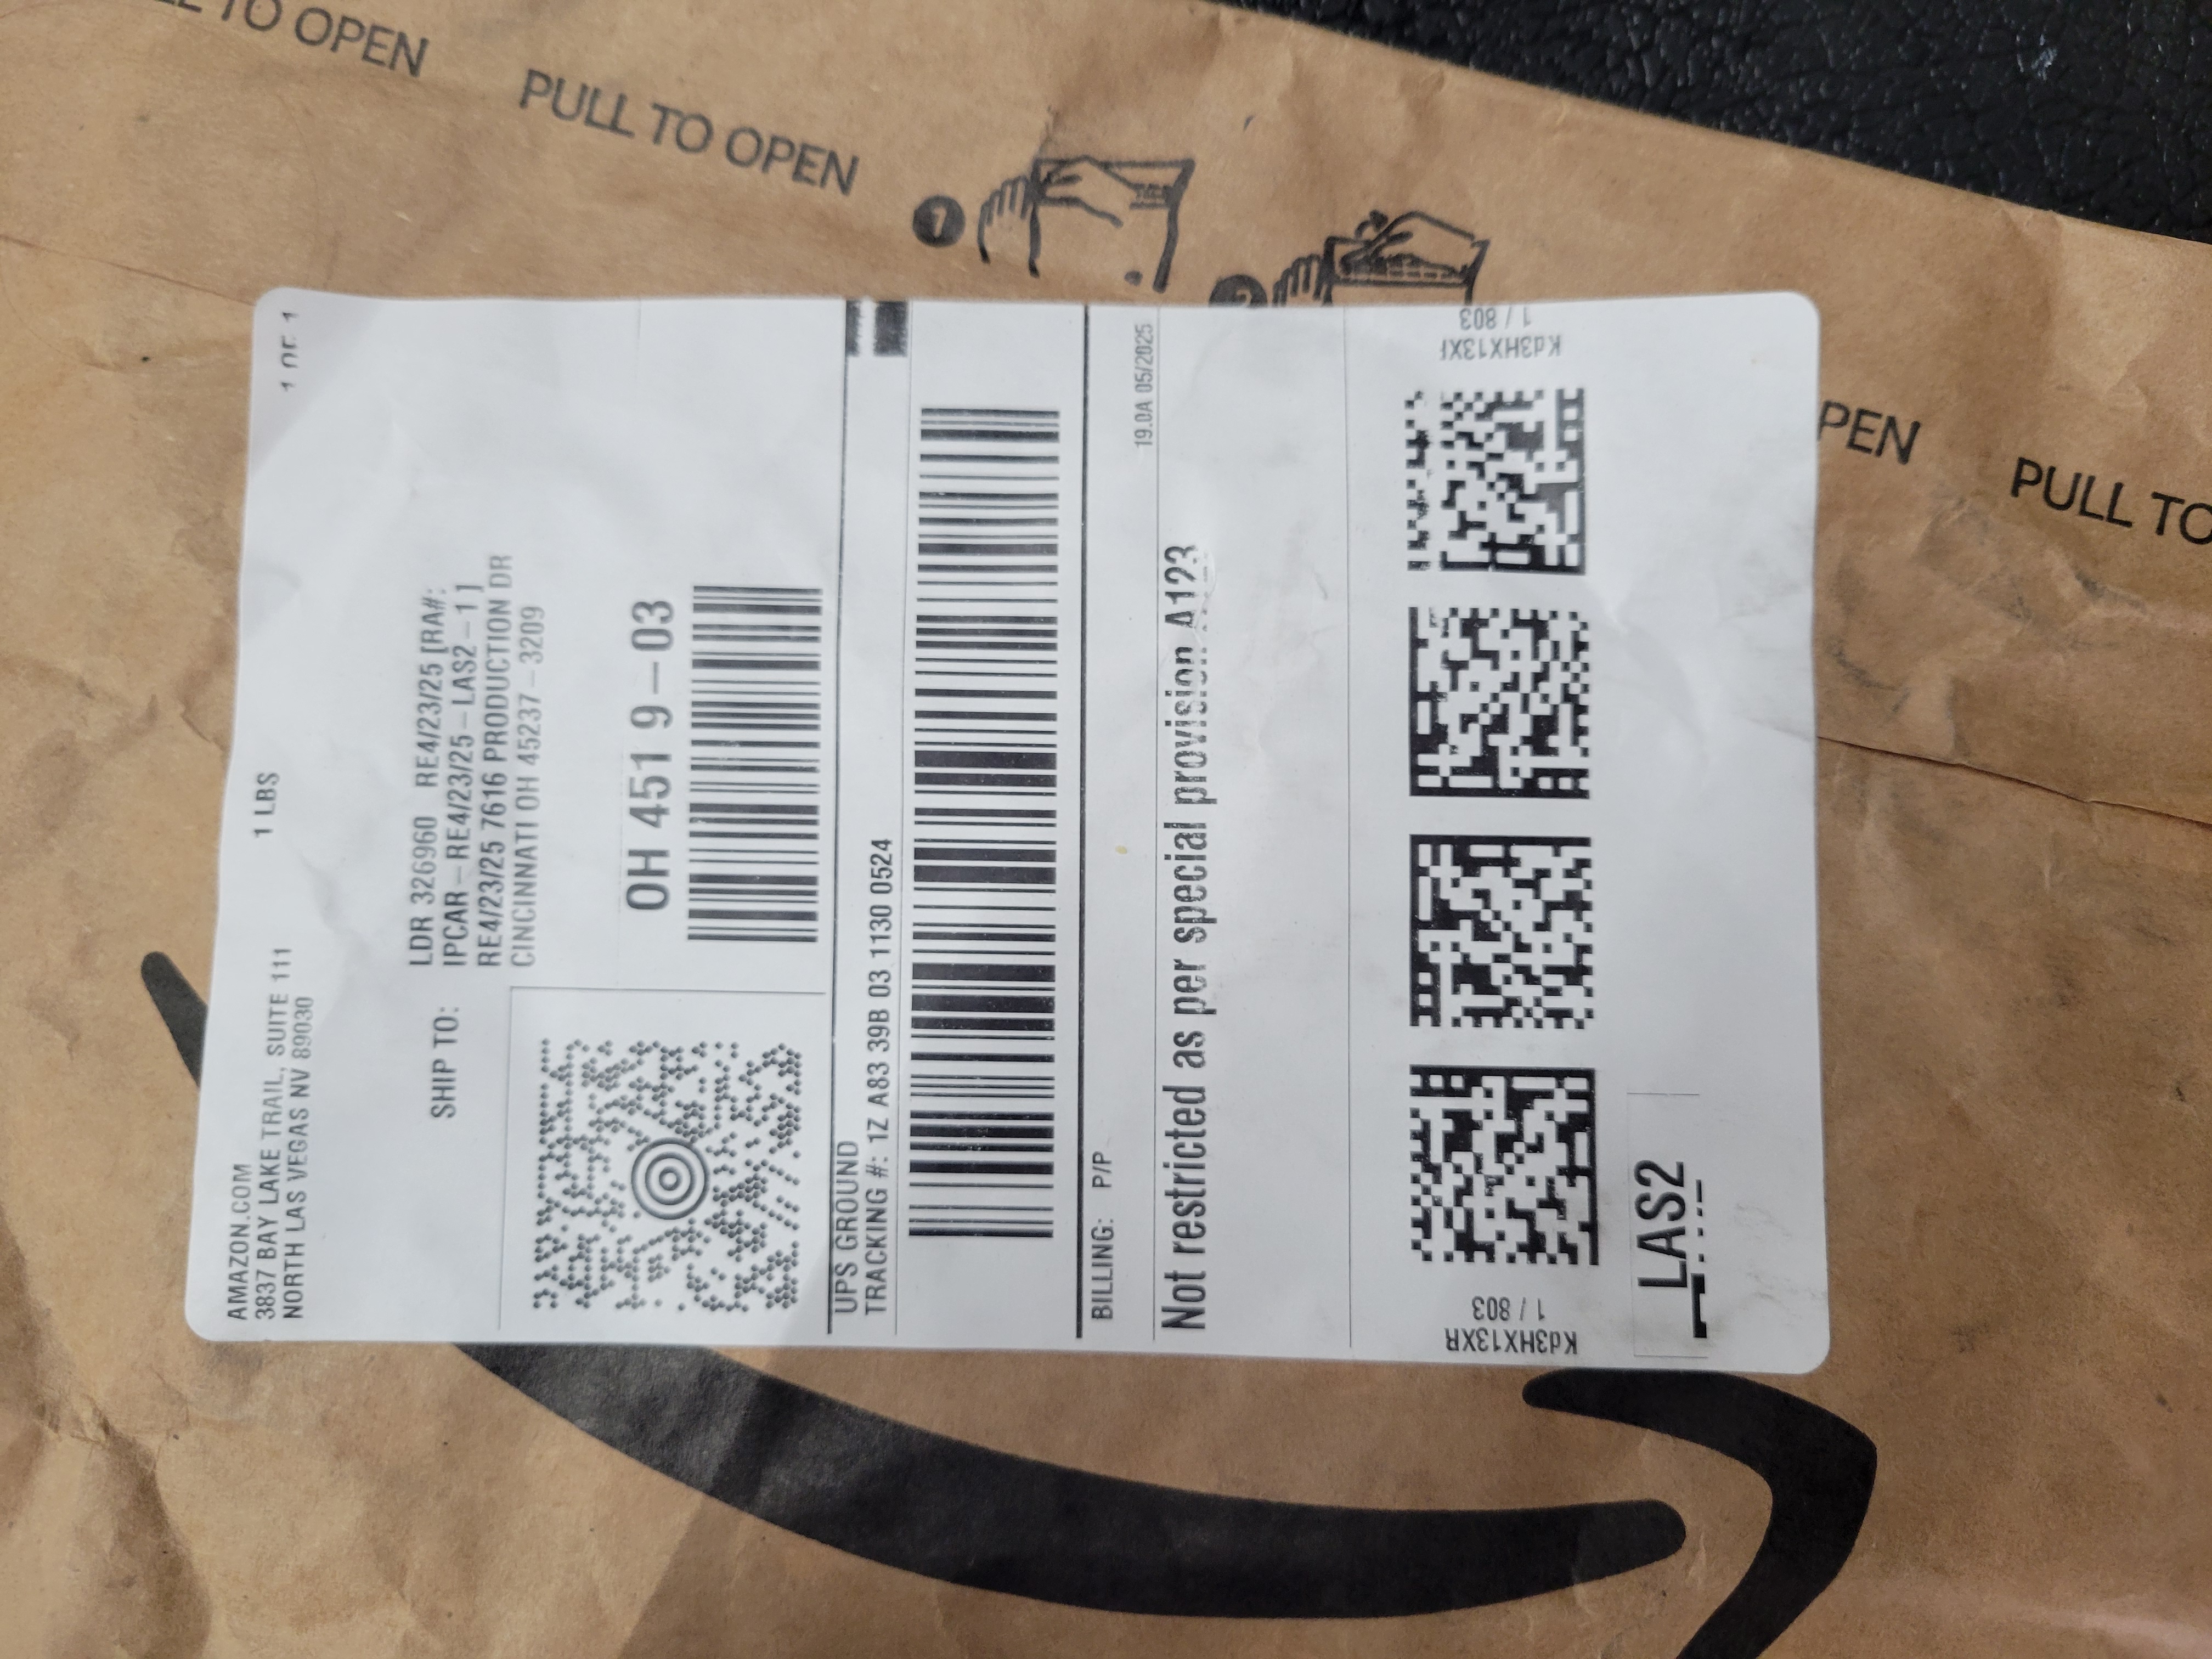 TO OPEN
PULL TO OPEN
1
AMAZON.COM
3837 BAY LAKE TRAIL, SUITE 111
NORTH LAS VEGAS NV 89030
1 LBS
1 OF 1
SHIP TO:
LDR 3269960 RE4/23/25 [RA#:
IPCAR-RE4/23/25-LAS2-1]
RE4/23/25 7616 PRODUCTION DR
CINCINNATI OH 45237-3209
OH 451 9-03
UPS GROUND
TRACKING #: 1Z A83 39B 03 1130 0524
BILLING: P/P
19.0A 05/2025
Not restricted as per special provision A123
Kd3HX13XR
1 / 803
1 / 803
LAS2
PEN
PULL TO